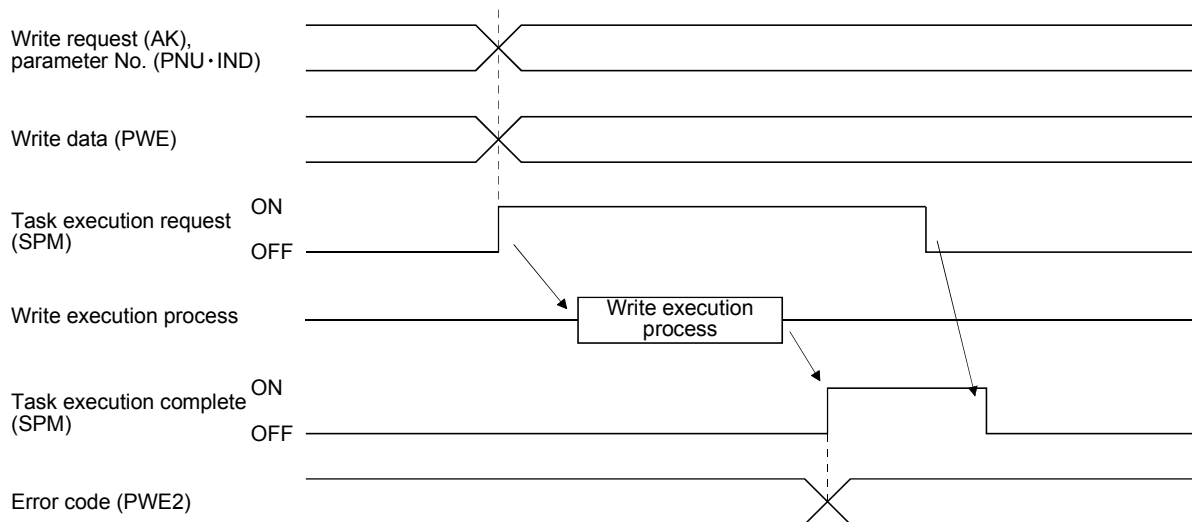 Write request (AK),
parameter No. (PNU・IND)
Write data (PWE)
Task execution request
(SPM)
ON
OFF
Write execution process
Write execution
process
Task execution complete
(SPM)
ON
OFF
Error code (PWE2)